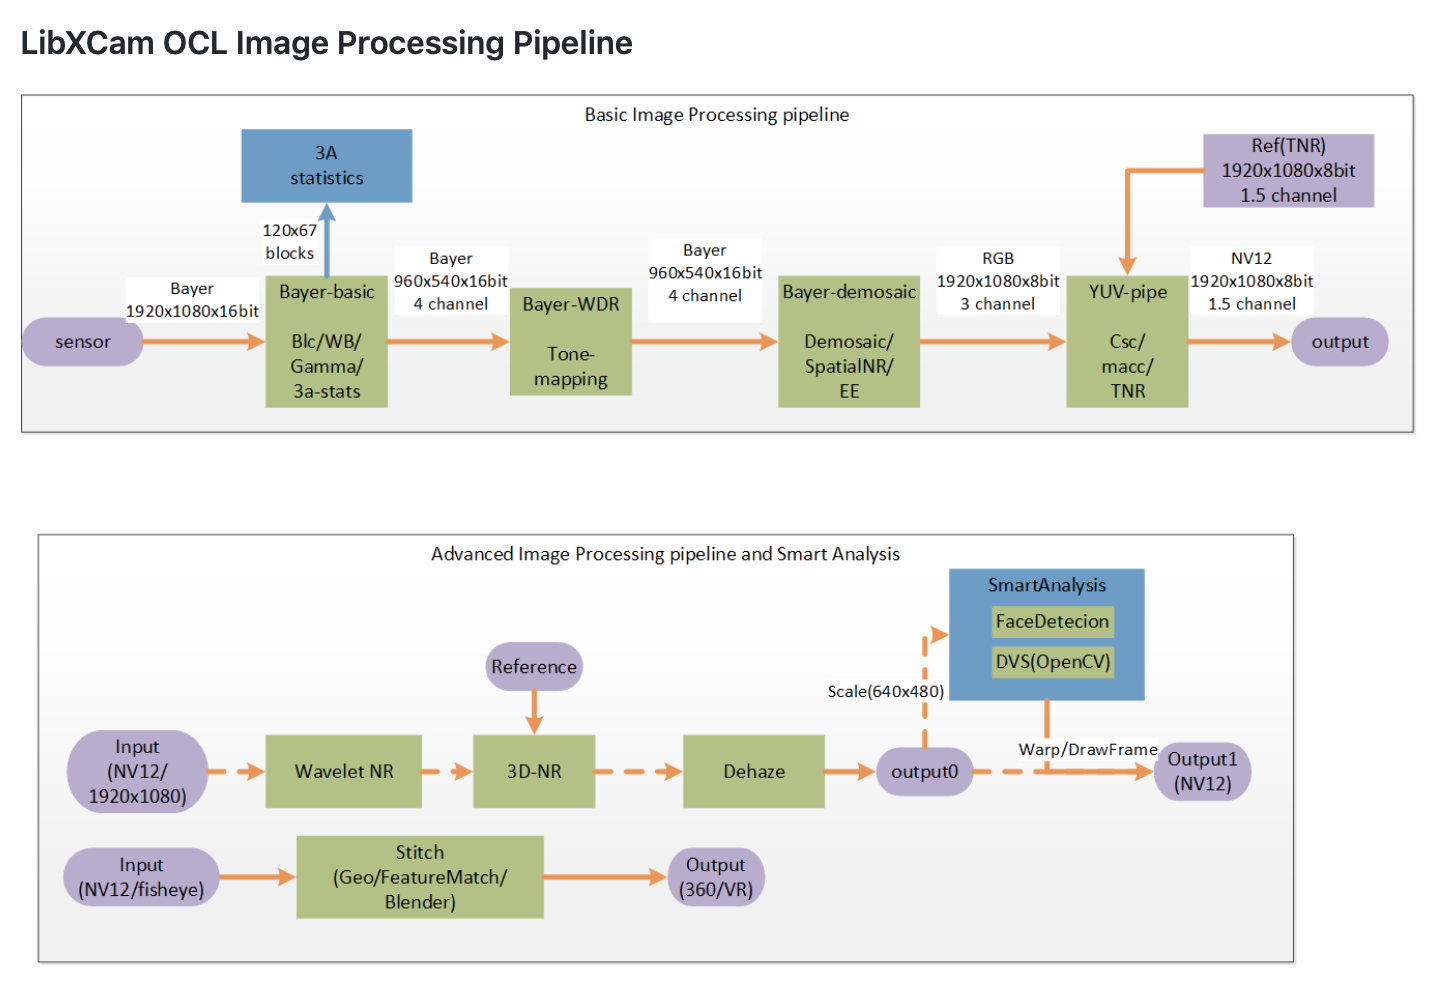 LibXCam OCL Image Processing Pipeline
Basic Image Processing pipeline
3A
statistics
Ref(TNR)
1920x1080x8bit
1.5 channel
120x67
blocks
Bayer
1920x1080x16bit
Bayer
960x540x16bit
4 channel
Bayer
960x540x16bit
4 channel
RGB
1920x1080x8bit
3 channel
NV12
1920x1080x8bit
1.5 channel
sensor
Bayer-basic
Blc/WB/
Gamma/
3a-stats
Bayer-WDR
Tone-
mapping
Bayer-demosaic
Demosaic/
SpatialNR/
EE
YUV-pipe
Csc/
macc/
TNR
output
Advanced Image Processing pipeline and Smart Analysis
SmartAnalysis
FaceDetecion
DVS(OpenCV)
Reference
Scale(640x480)
Input
(NV12/
1920x1080)
Wavelet NR
3D-NR
Dehaze
output0
Warp/DrawFrame
Output1
(NV12)
Input
(NV12/fisheye)
Stitch
(Geo/FeatureMatch/
Blender)
Output
(360/VR)